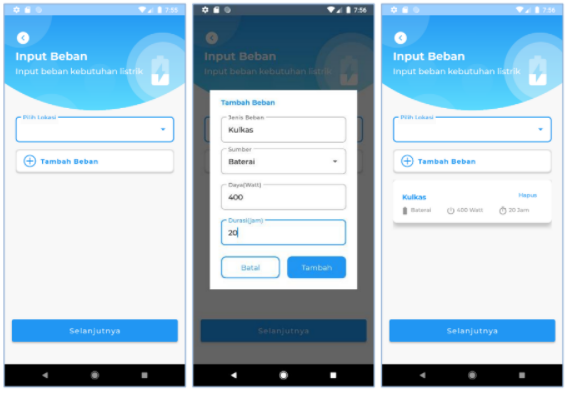 7:55
Input Beban
Input beban kebutuhan listrik
Pilih Lokasi
Tambah Beban
Selanjutnya
7:56
Input Beban
Input beban kebutuhan listrik
Tambah Beban
Jenis Beban
Kulkas
Sumber
Baterai
Daya(Watt)
400
Durasi(jam)
20
Batal
Tambah
Selanjutnya
7:56
Input Beban
Input beban kebutuhan listrik
Pilih Lokasi
Tambah Beban
Kulkas
Hapus
Baterai
400 Watt
20 Jam
Selanjutnya